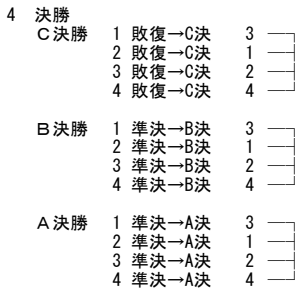 4 決勝
C決勝 1 敗復→C決 3
2 敗復→C決 1
3 敗復→C決 2
4 敗復→C決 4
B決勝 1 準決→B決 3
2 準決→B決 1
3 準決→B決 2
4 準決→B決 4
A決勝 1 準決→A決 3
2 準決→A決 1
3 準決→A決 2
4 準決→A決 4